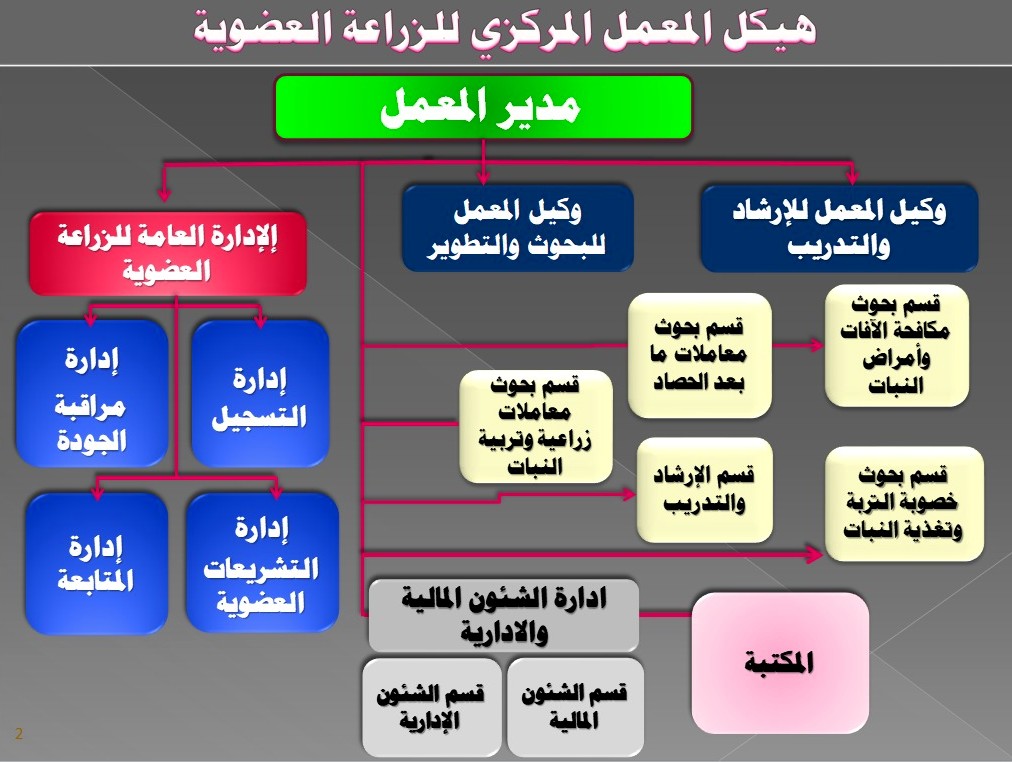 هيكل المعمل المركزي للزراعة العضوية
مدير المعمل
وكيل المعمل للإرشاد
والتدريب
وكيل المعمل
للبحوث والتطوير
الإدارة العامة للزراعة
العضوية
قسم بحوث
مكافحة الآفات
وأمراض
النبات
قسم بحوث
معاملات ما
بعد الحصاد
قسم بحوث
معاملات
زراعية وتربية
النبات
إدارة
التسجيل
إدارة
مراقبة
الجودة
قسم بحوث
خصوبة التربة
وتغذية النبات
قسم الإرشاد
والتدريب
إدارة
التشريعات
العضوية
إدارة
المتابعة
ادارة الشئون المالية
والادارية
المكتبة
قسم الشئون
المالية
قسم الشئون
الإدارية
2